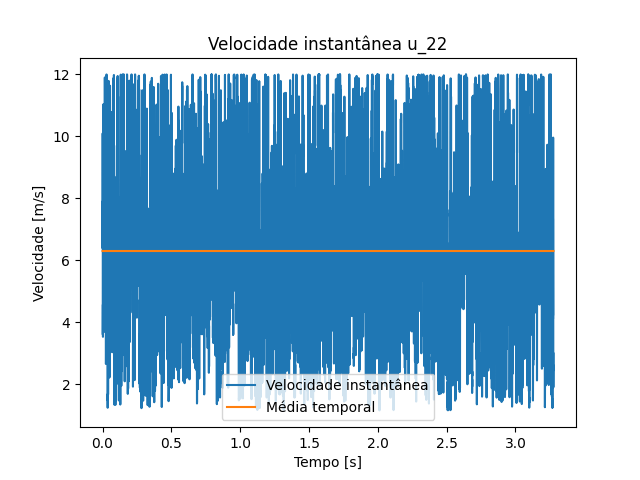 Velocidade instantânea u_22
Velocidade [m/s]
12
10
8
6
4
2
Velocidade instantânea
Média temporal
0.0 0.5 1.0 1.5 2.0 2.5 3.0
Tempo [s]